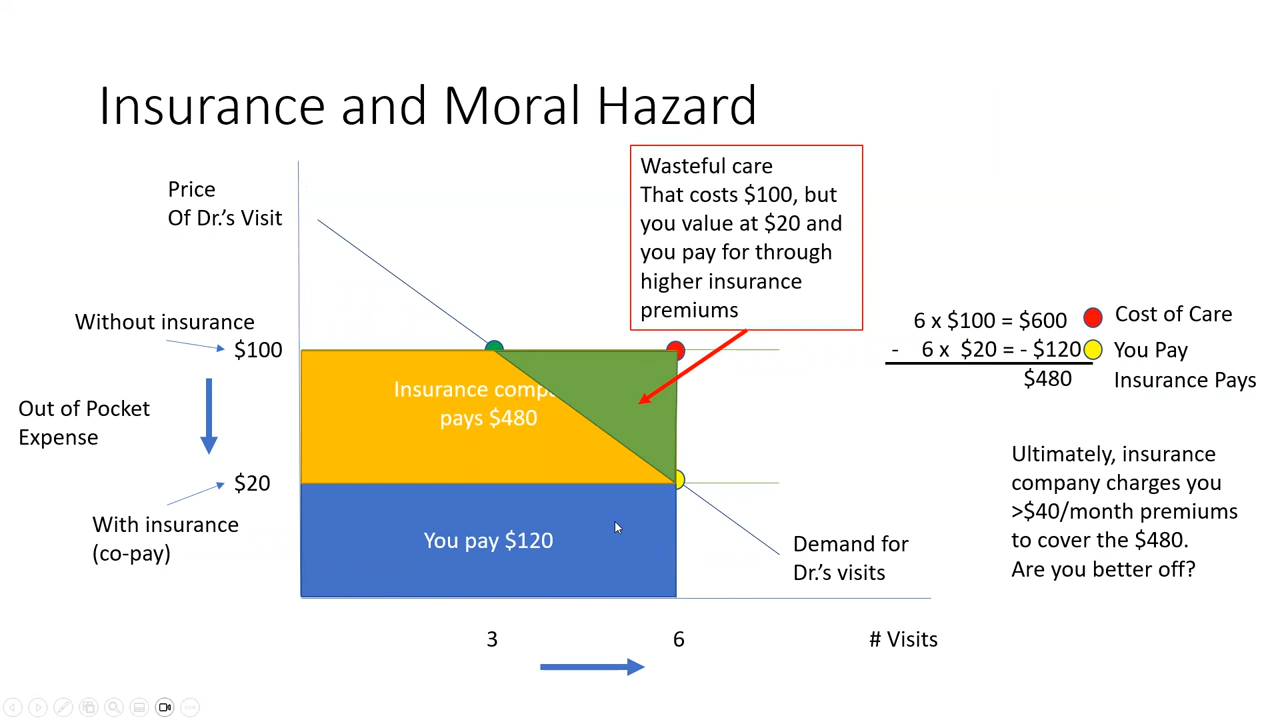 Insurance and Moral Hazard
Price
Of Dr.'s Visit
Wasteful care
That costs $100, but
you value at $20 and
you pay for through
higher insurance
premiums
Without insurance
$100
Out of Pocket
Expense
$20
With insurance
(co-pay)
Insurance comp
pays $480
You pay $120
Demand for
Dr.'s visits
3
6
# Visits
6 x $100 = $600
Cost of Care
- 6 x $20 = - $120
You Pay
$480
Insurance Pays
Ultimately, insurance
company charges you
>$40/month premiums
to cover the $480.
Are you better off?